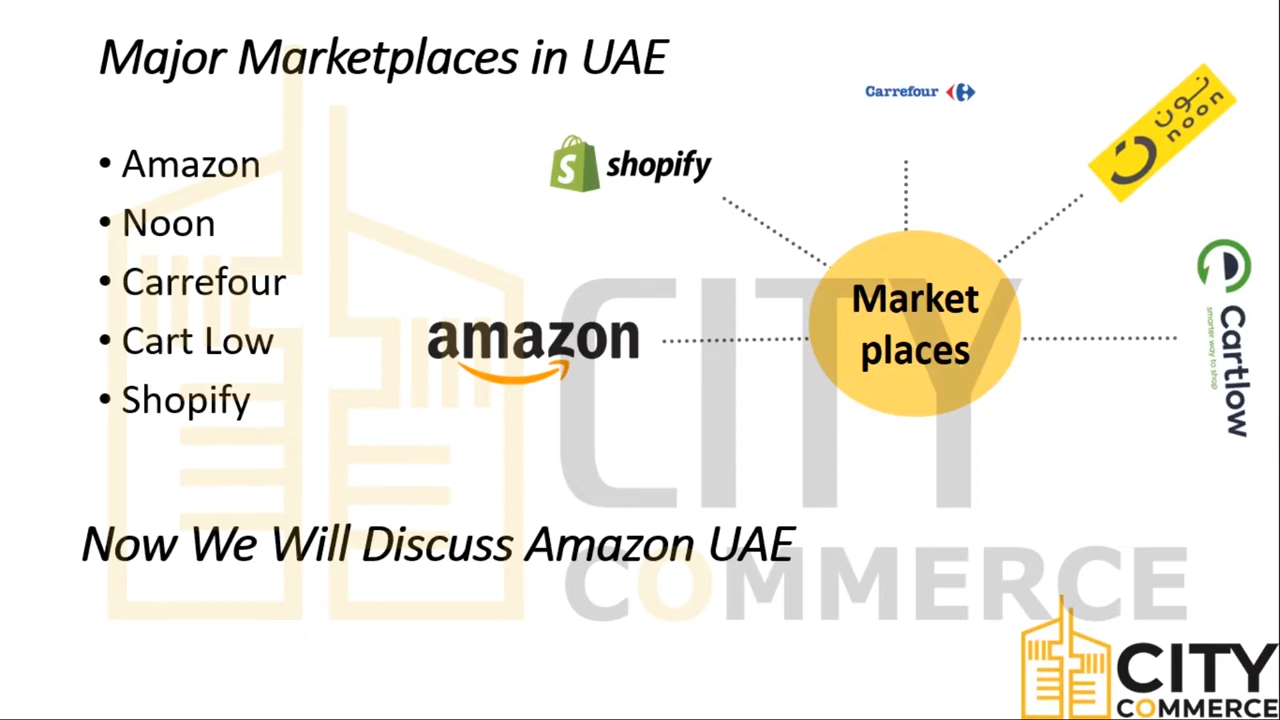 Major Marketplaces in UAE
• Amazon
• Noon
• Carrefour
• Cart Low
• Shopify
Carrefour
shopify
نون
noon
amazon
Market
places
Cartlow
smarter way to shop
CITY
COMMERCE
Now We Will Discuss Amazon UAE
CITY
COMMERCE